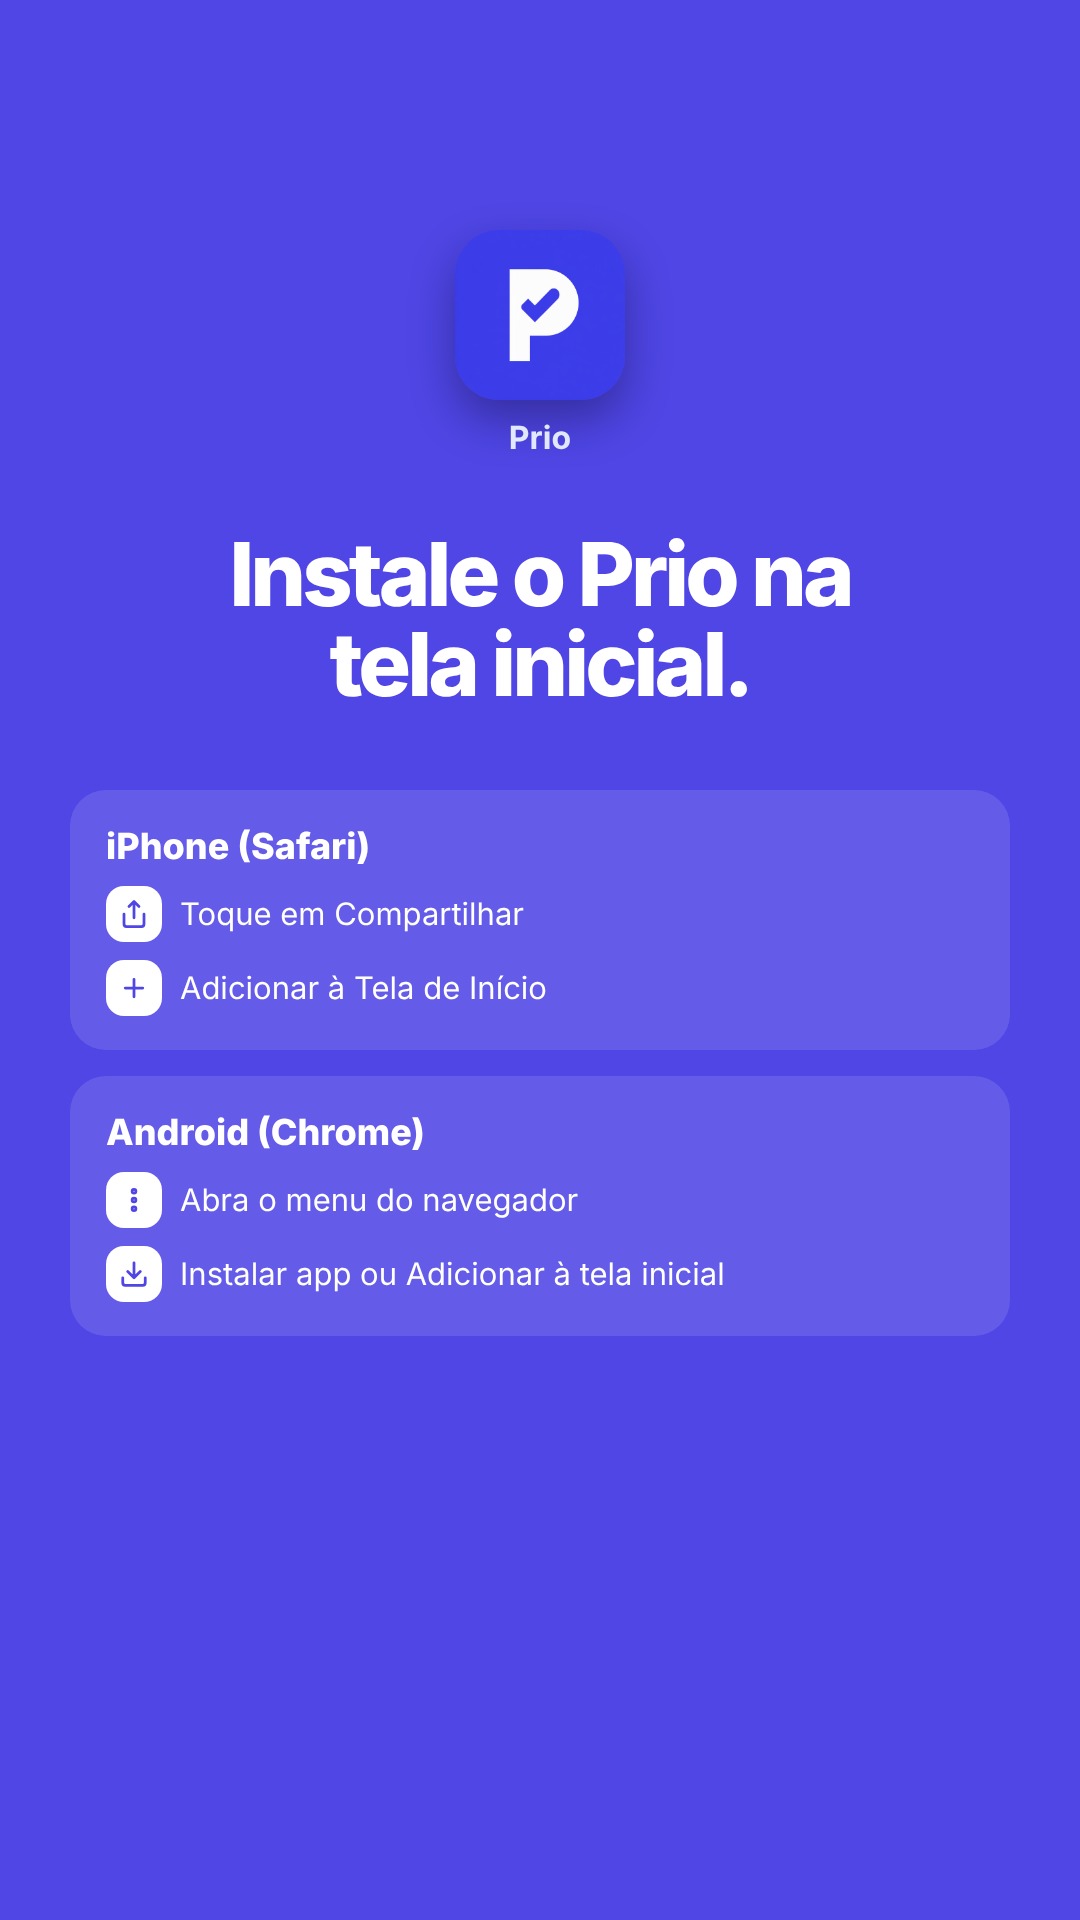 Prio
Instale o Prio na
tela inicial.
iPhone (Safari)
Toque em Compartilhar
Adicionar à Tela de Início
Android (Chrome)
Abra o menu do navegador
Instalar app ou Adicionar à tela inicial